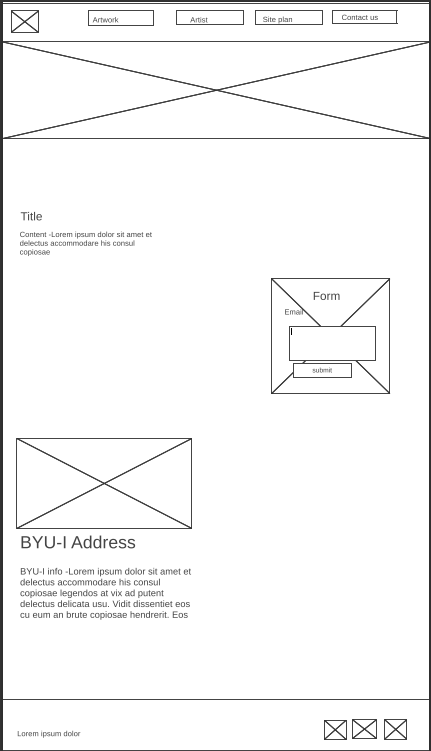 Artwork
Artist
Site plan
Contact us
Title
Content -Lorem ipsum dolor sit amet et
delectus accommodare his consul
copiosae
Form
Email
submit
BYU-I Address
BYU-I info -Lorem ipsum dolor sit amet et
delectus accommodare his consul
copiosae legendos at vix ad putent
delectus delicata usu. Vidit dissentiet eos
cu eum an brute copiosae hendrerit. Eos
Lorem ipsum dolor